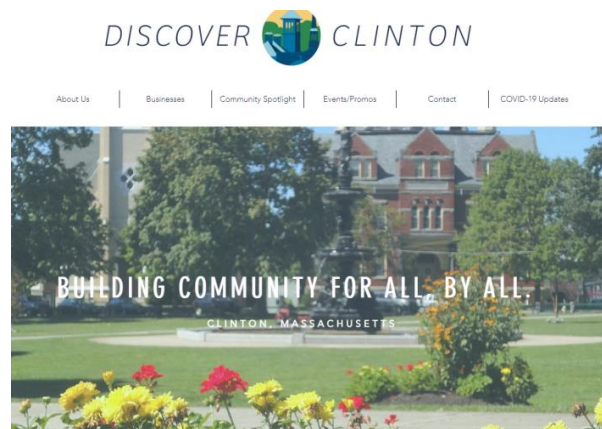 DISCOVER CLINTON
About Us Businesses Community Spotlight Events/Promos Contact COVID-19 Updates
BUILDING COMMUNITY FOR ALL, BY ALL.
CLINTON, MASSACHUSETTS